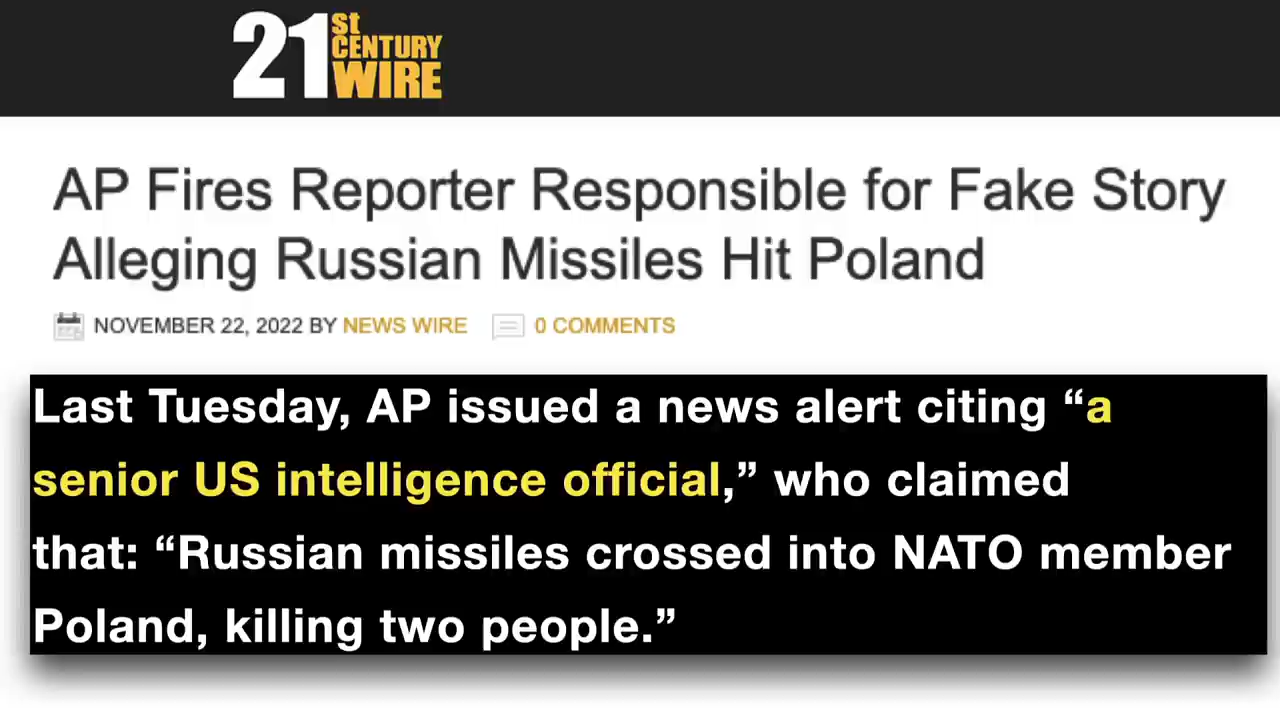 21st
CENTURY
WIRE
AP Fires Reporter Responsible for Fake Story
Alleging Russian Missiles Hit Poland
NOVEMBER 22, 2022 BY NEWS WIRE 0 COMMENTS
Last Tuesday, AP issued a news alert citing “a
senior US intelligence official,” who claimed
that: “Russian missiles crossed into NATO member
Poland, killing two people.”